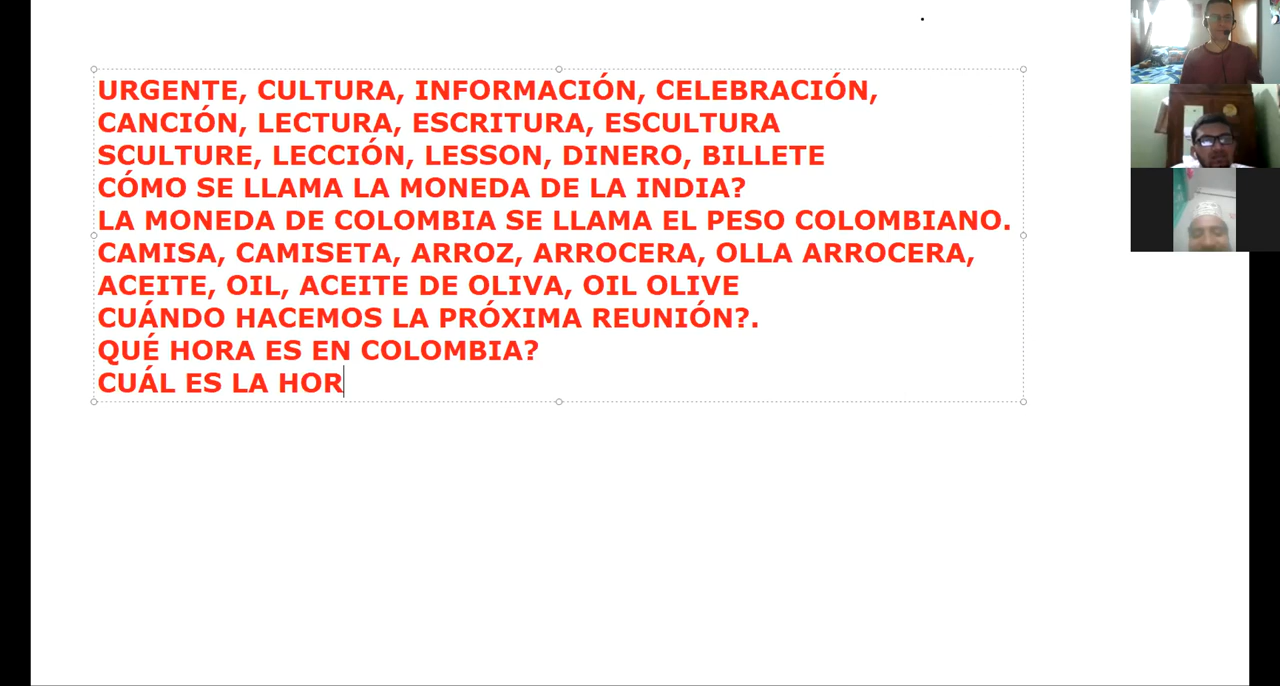 URGENTE, CULTURA, INFORMACIÓN, CELEBRACIÓN,
CANCIÓN, LECTURA, ESCRITURA, ESCULTURA
SCULTURE, LECCIÓN, LESSON, DINERO, BILLETE
CÓMO SE LLAMA LA MONEDA DE LA INDIA?
LA MONEDA DE COLOMBIA SE LLAMA EL PESO COLOMBIANO.
CAMISA, CAMISETA, ARROZ, ARROCERA, OLLA ARROCERA,
ACEITE, OIL, ACEITE DE OLIVA, OIL OLIVE
CUÁNDO HACEMOS LA PRÓXIMA REUNIÓN?.
QUÉ HORA ES EN COLOMBIA?
CUÁL ES LA HOR